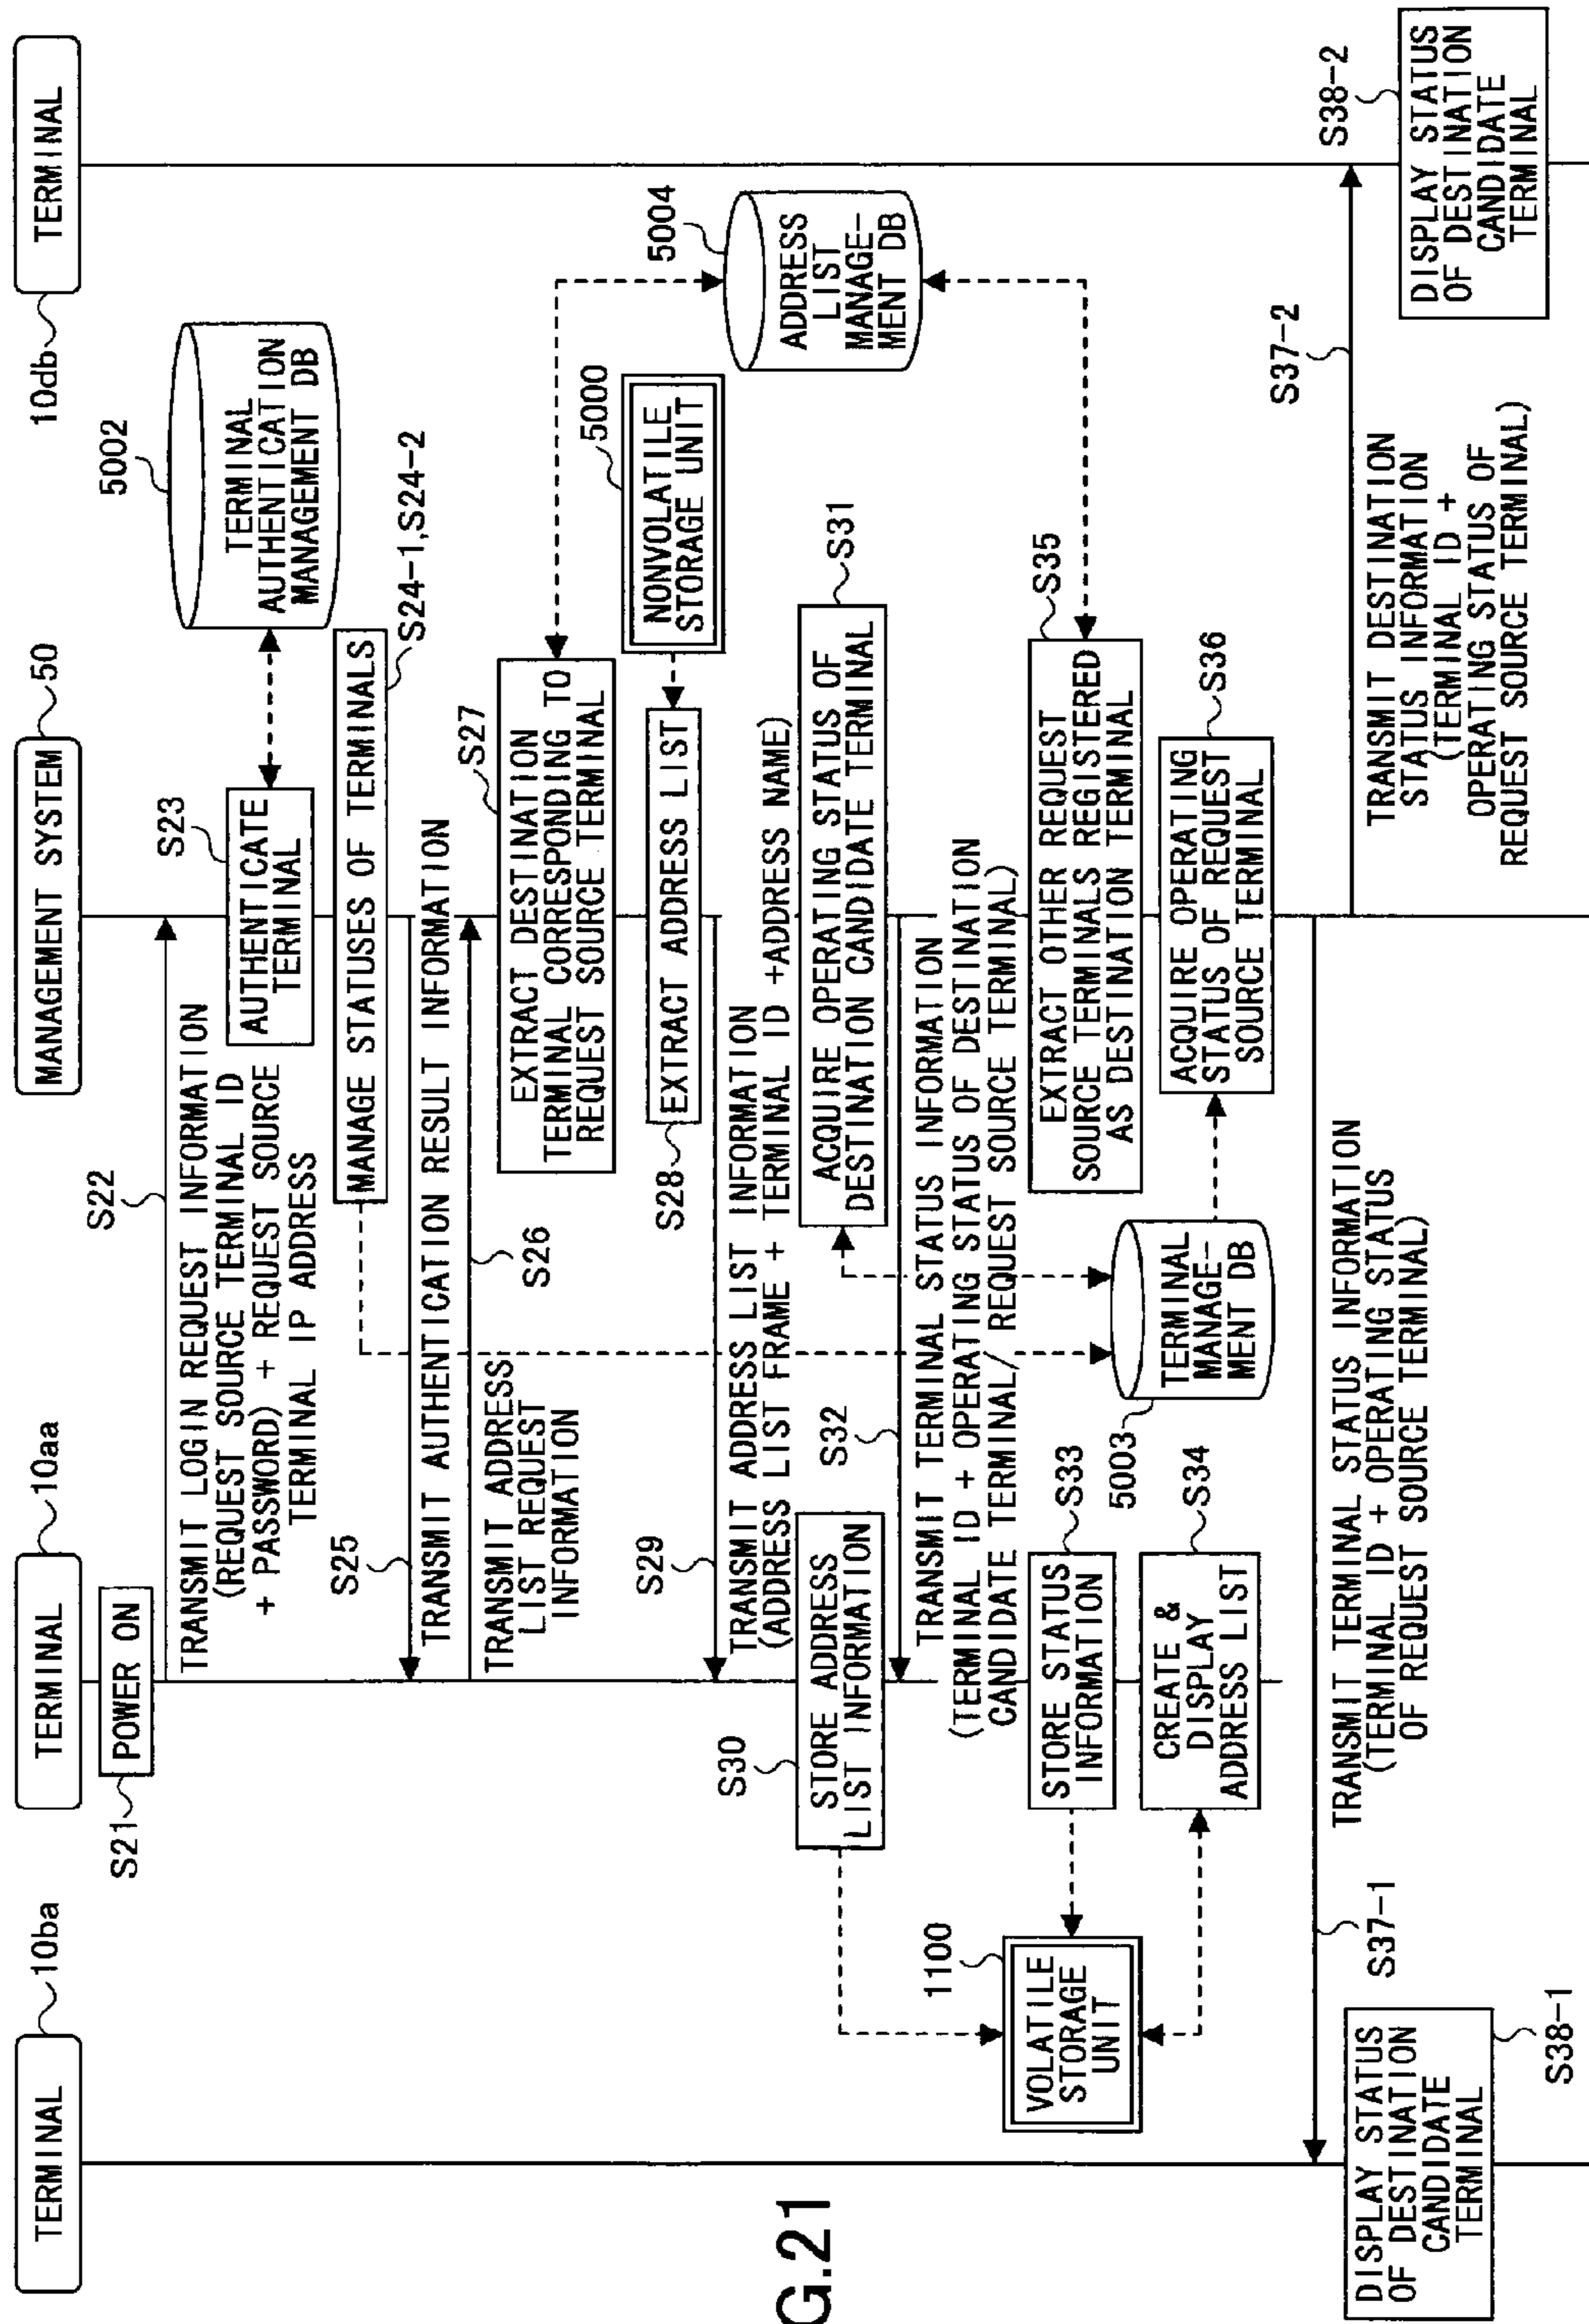 TERMINAL
10ba
TERMINAL
10aa
MANAGEMENT SYSTEM
50
TERMINAL
10db
S21
POWER ON
S22
TRANSMIT LOGIN REQUEST INFORMATION
(REQUEST SOURCE TERMINAL ID
+ PASSWORD) + REQUEST SOURCE
TERMINAL IP ADDRESS
S23
AUTHENTICATE
TERMINAL
5002
TERMINAL
AUTHENTICATION
MANAGEMENT DB
MANAGE STATUSES OF TERMINALS
S24-1,S24-2
S25
TRANSMIT AUTHENTICATION RESULT INFORMATION
S26
TRANSMIT ADDRESS
LIST REQUEST
INFORMATION
S27
EXTRACT DESTINATION
TERMINAL CORRESPONDING TO
REQUEST SOURCE TERMINAL
5000
NONVOLATILE
STORAGE UNIT
5004
ADDRESS
LIST
MANAGE-
MENT DB
S28
EXTRACT ADDRESS LIST
S29
TRANSMIT ADDRESS LIST INFORMATION
(ADDRESS LIST FRAME + TERMINAL ID +ADDRESS NAME)
S30
STORE ADDRESS
LIST INFORMATION
ACQUIRE OPERATING STATUS OF
DESTINATION CANDIDATE TERMINAL
S31
S32
TRANSMIT TERMINAL STATUS INFORMATION
(TERMINAL ID + OPERATING STATUS OF DESTINATION
CANDIDATE TERMINAL/ REQUEST SOURCE TERMINAL)
1100
VOLATILE
STORAGE
UNIT
STORE STATUS
INFORMATION
S33
CREATE &
DISPLAY
ADDRESS LIST
S34
5003
TERMINAL
MANAGE-
MENT DB
EXTRACT OTHER REQUEST
SOURCE TERMINALS REGISTERED
AS DESTINATION TERMINAL
S35
ACQUIRE OPERATING
STATUS OF REQUEST
SOURCE TERMINAL
S36
S37-1
TRANSMIT TERMINAL STATUS INFORMATION
(TERMINAL ID + OPERATING STATUS
OF REQUEST SOURCE TERMINAL)
S37-2
TRANSMIT DESTINATION
STATUS INFORMATION
(TERMINAL ID +
OPERATING STATUS OF
REQUEST SOURCE TERMINAL)
DISPLAY STATUS
OF DESTINATION
CANDIDATE
TERMINAL
S38-1
DISPLAY STATUS
OF DESTINATION
CANDIDATE
TERMINAL
S38-2
G.21